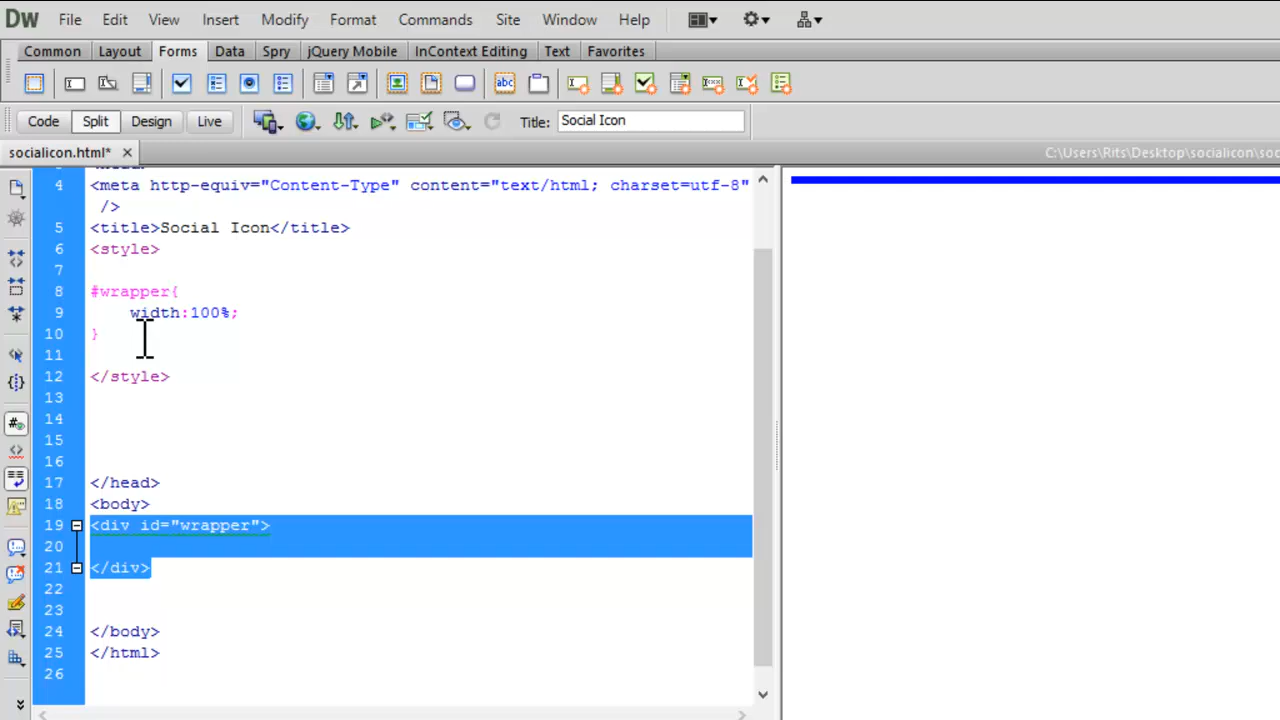 Dw File Edit View Insert Modify Format Commands Site Window Help
Common Layout Forms Data Spry jQuery Mobile InContext Editing Text Favorites
Code Split Design Live Title: Social Icon
socialicon.html* × C:\Users\Rits\Desktop\socialicon\soc
4 <meta http-equiv="Content-Type" content="text/html; charset=utf-8"
/>
5 <title>Social Icon</title>
6 <style>
7
8 #wrapper{
9 width:100%;
10 }
11
12 </style>
13
14
15
16
17 </head>
18 <body>
19 <div id="wrapper">
20
21 </div>
22
23
24 </body>
25 </html>
26